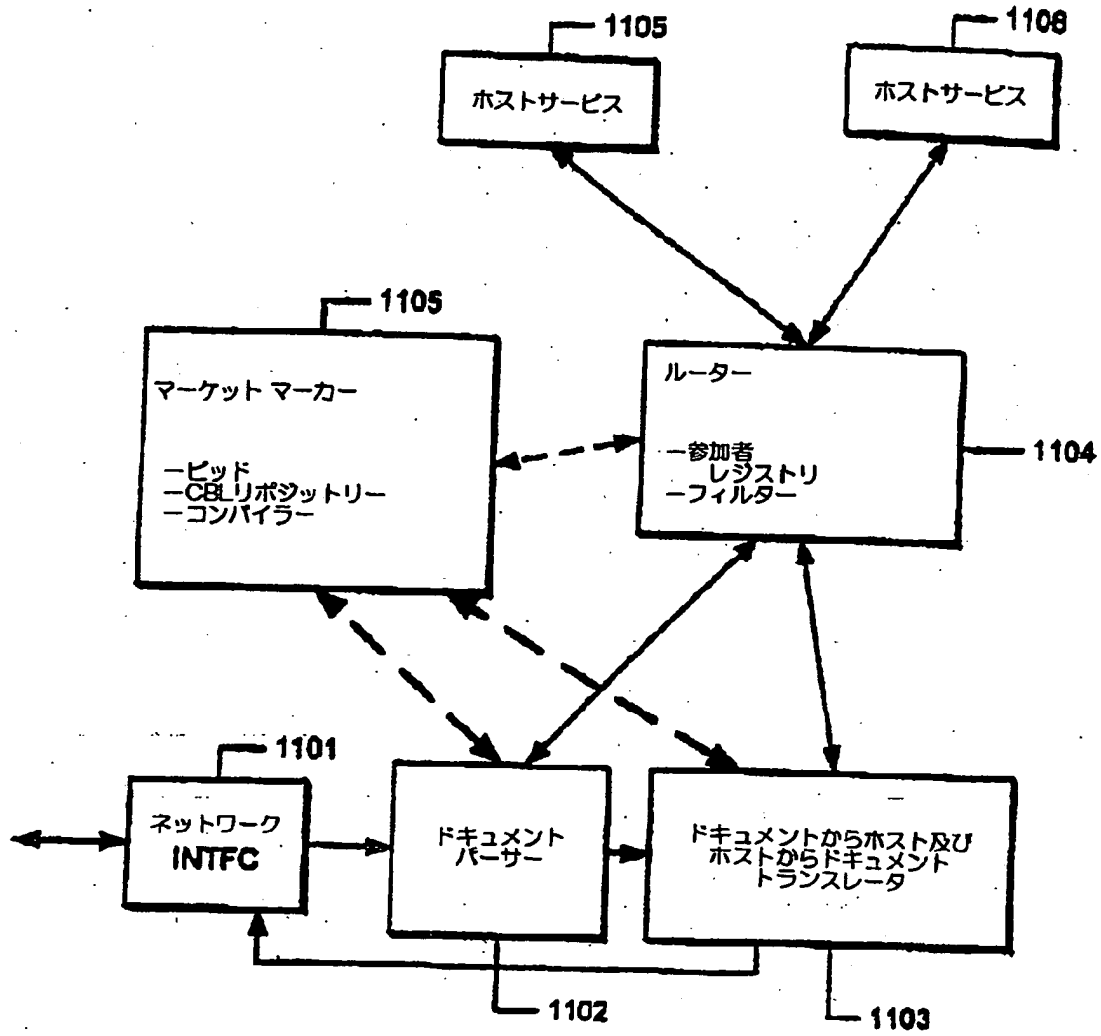 1105
ホストサービス
1106
ホストサービス
1105
マーケット マーカー
ービッド
ーCBLリポジットリー
ーコンパイラー
ルーター
ー参加者
レジストリ
ーフィルター
1104
1101
ネットワーク
INTFC
ドキュメント
パーサー
ドキュメントからホスト及び
ホストからドキュメント
トランスレータ
1102
1103